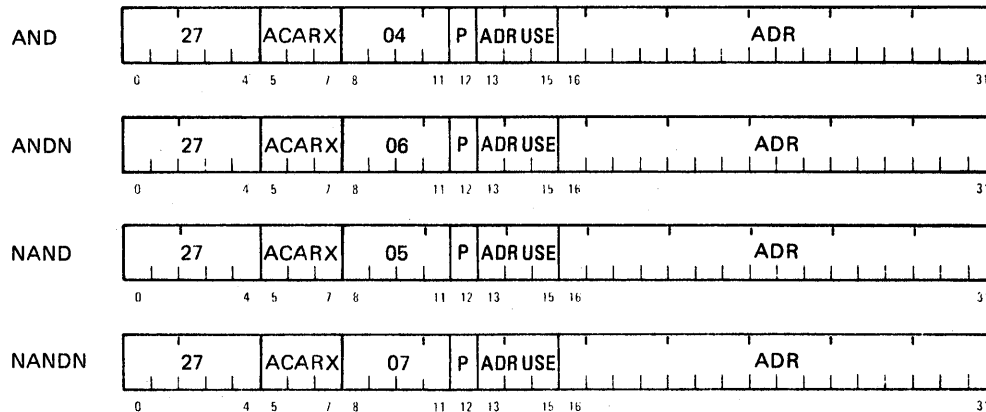 AND 27 ACARX 04 P ADR USE ADR
0 4 5 7 8 11 12 13 15 16 31
ANDN 27 ACARX 06 P ADR USE ADR
0 4 5 7 8 11 12 13 15 16 31
NAND 27 ACARX 05 P ADR USE ADR
0 4 5 7 8 11 12 13 15 16 3
NANDN 27 ACARX 07 P ADR USE ADR
0 4 5 7 8 11 12 13 15 16 31